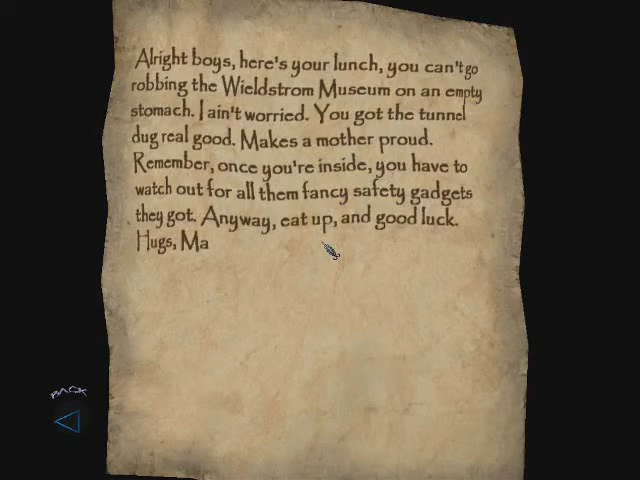 Alright boys, here's your lunch, you can't go
robbing the Wieldstrom Museum on an empty
stomach. I ain't worried. You got the tunnel
dug real good. Makes a mother proud.
Remember, once you're inside, you have to
watch out for all them fancy safety gadgets
they got. Anyway, eat up, and good luck.
Hugs, Ma
BACK